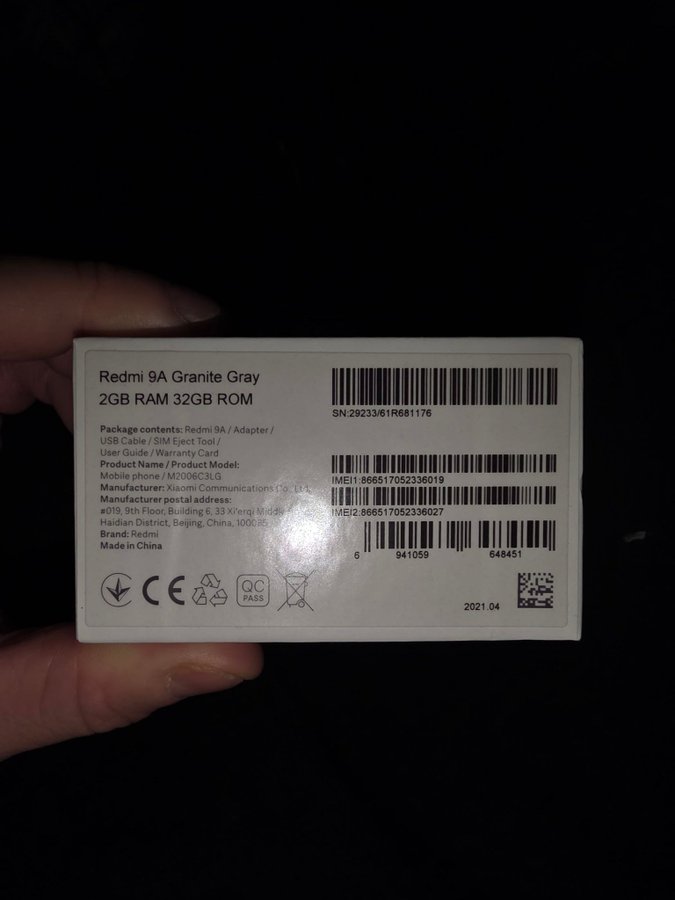 Redmi 9A Granite Gray
2GB RAM 32GB ROM
Package contents: Redmi 9A / Adapter /
USB Cable / SIM Eject Tool /
User Guide / Warranty Card
Product Name / Product Model:
Mobile phone / M2006C3LG
Manufacturer: Xiaomi Communications Co., Ltd.
Manufacturer postal address:
#019, 9th Floor, Building 6, 33 Xi'erqi Middle
Haidian District, Beijing, China, 100085
Brand: Redmi
Made in China
CE
QC
PASS
SN:29233/61R681176
IMEI1:866517052336019
IMEI2:866517052336027
6 941059 648451
2021.04